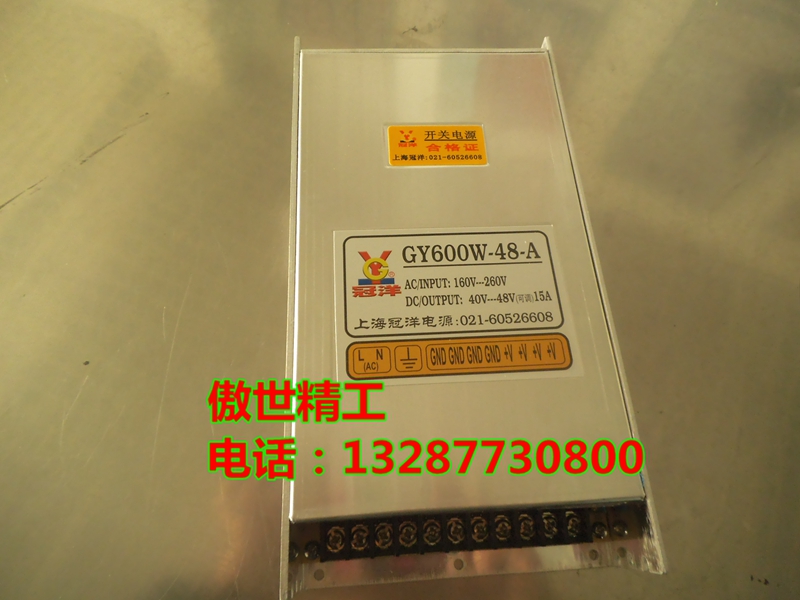 开关电源
冠洋
合格证
上海冠洋:021-60526608
GY600W-48-A
冠洋
®
AC/INPUT: 160V---260V
DC/OUTPUT: 40V---48V(可调)15A
上海冠洋电源:021-60526608
L N
(AC)
GND GND GND GND +V +V +V +V
傲世精工
电话：13287730800